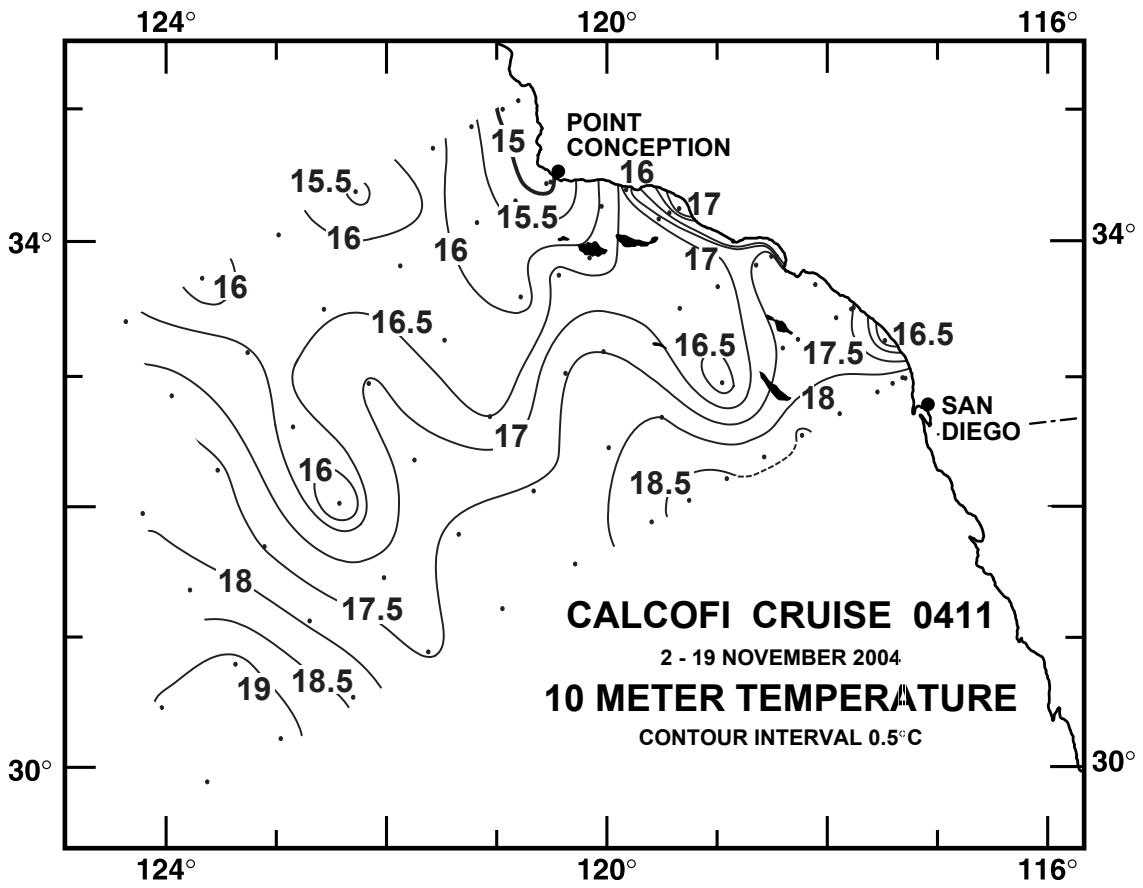 124° 120° 116°
POINT
CONCEPTION
15
16
15.5
17
15.5
16
34° 16 17 34°
16
16.5
16.5 17.5 16.5
18
SAN
DIEGO
17
16
18.5
18
17.5
CALCOFI CRUISE 0411
2 - 19 NOVEMBER 2004
18.5
19
10 METER TEMPERATURE
CONTOUR INTERVAL 0.5°C
30° 30°
124° 120° 116°